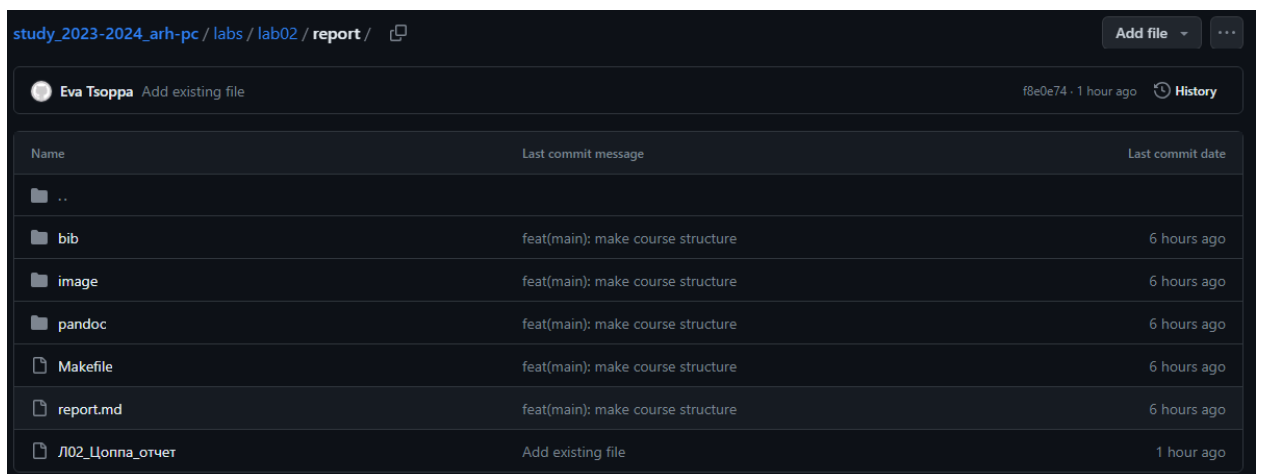 study_2023-2024_arh-pc / labs / lab02 / report / Add file ...
Eva Tsoppa Add existing file f8e0e74 · 1 hour ago History
Name Last commit message Last commit date
..
bib feat(main): make course structure 6 hours ago
image feat(main): make course structure 6 hours ago
pandoc feat(main): make course structure 6 hours ago
Makefile feat(main): make course structure 6 hours ago
report.md feat(main): make course structure 6 hours ago
Л02_Цоппа_отчет Add existing file 1 hour ago